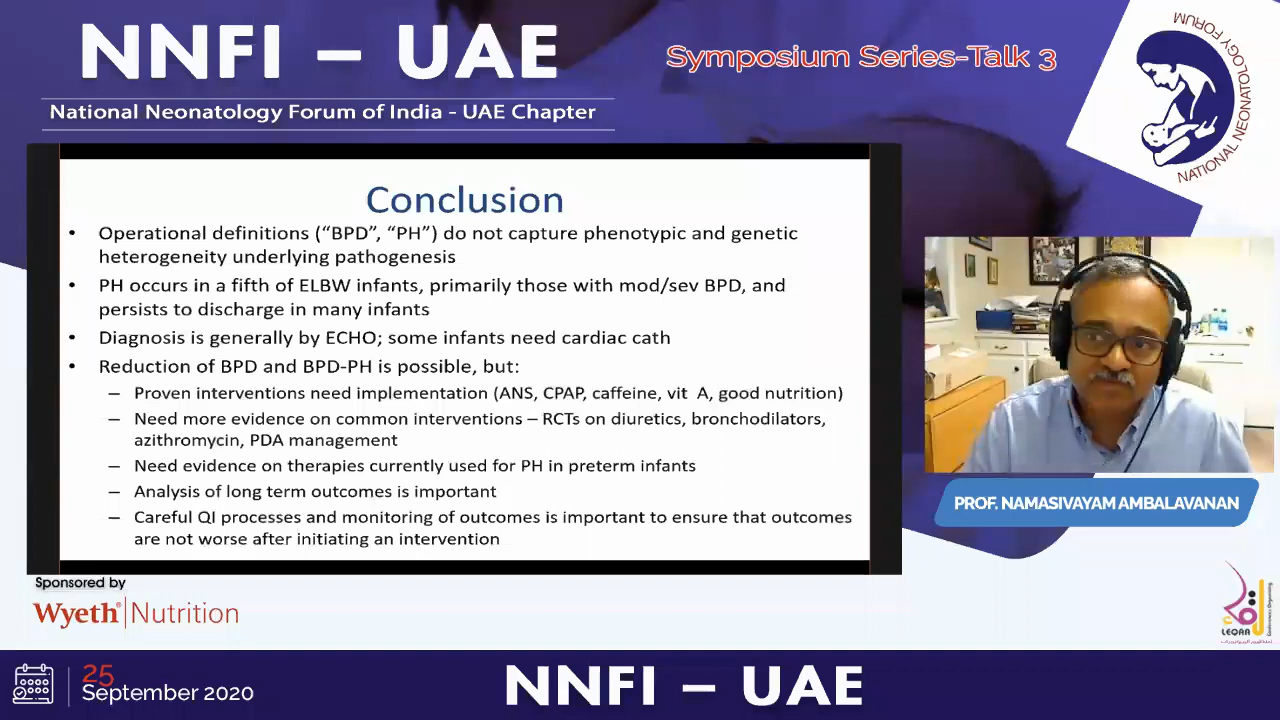 NNFI – UAE
National Neonatology Forum of India - UAE Chapter
Symposium Series-Talk 3
NATIONAL NEONATOLOGY FORUM
Conclusion
• Operational definitions (“BPD”, “PH”) do not capture phenotypic and genetic
heterogeneity underlying pathogenesis
• PH occurs in a fifth of ELBW infants, primarily those with mod/sev BPD, and
persists to discharge in many infants
• Diagnosis is generally by ECHO; some infants need cardiac cath
• Reduction of BPD and BPD-PH is possible, but:
– Proven interventions need implementation (ANS, CPAP, caffeine, vit A, good nutrition)
– Need more evidence on common interventions – RCTs on diuretics, bronchodilators,
azithromycin, PDA management
– Need evidence on therapies currently used for PH in preterm infants
– Analysis of long term outcomes is important
– Careful QI processes and monitoring of outcomes is important to ensure that outcomes
are not worse after initiating an intervention
PROF. NAMASIVAYAM AMBALAVANAN
Sponsored by
Wyeth® Nutrition
LEQAA
25
September 2020
NNFI – UAE